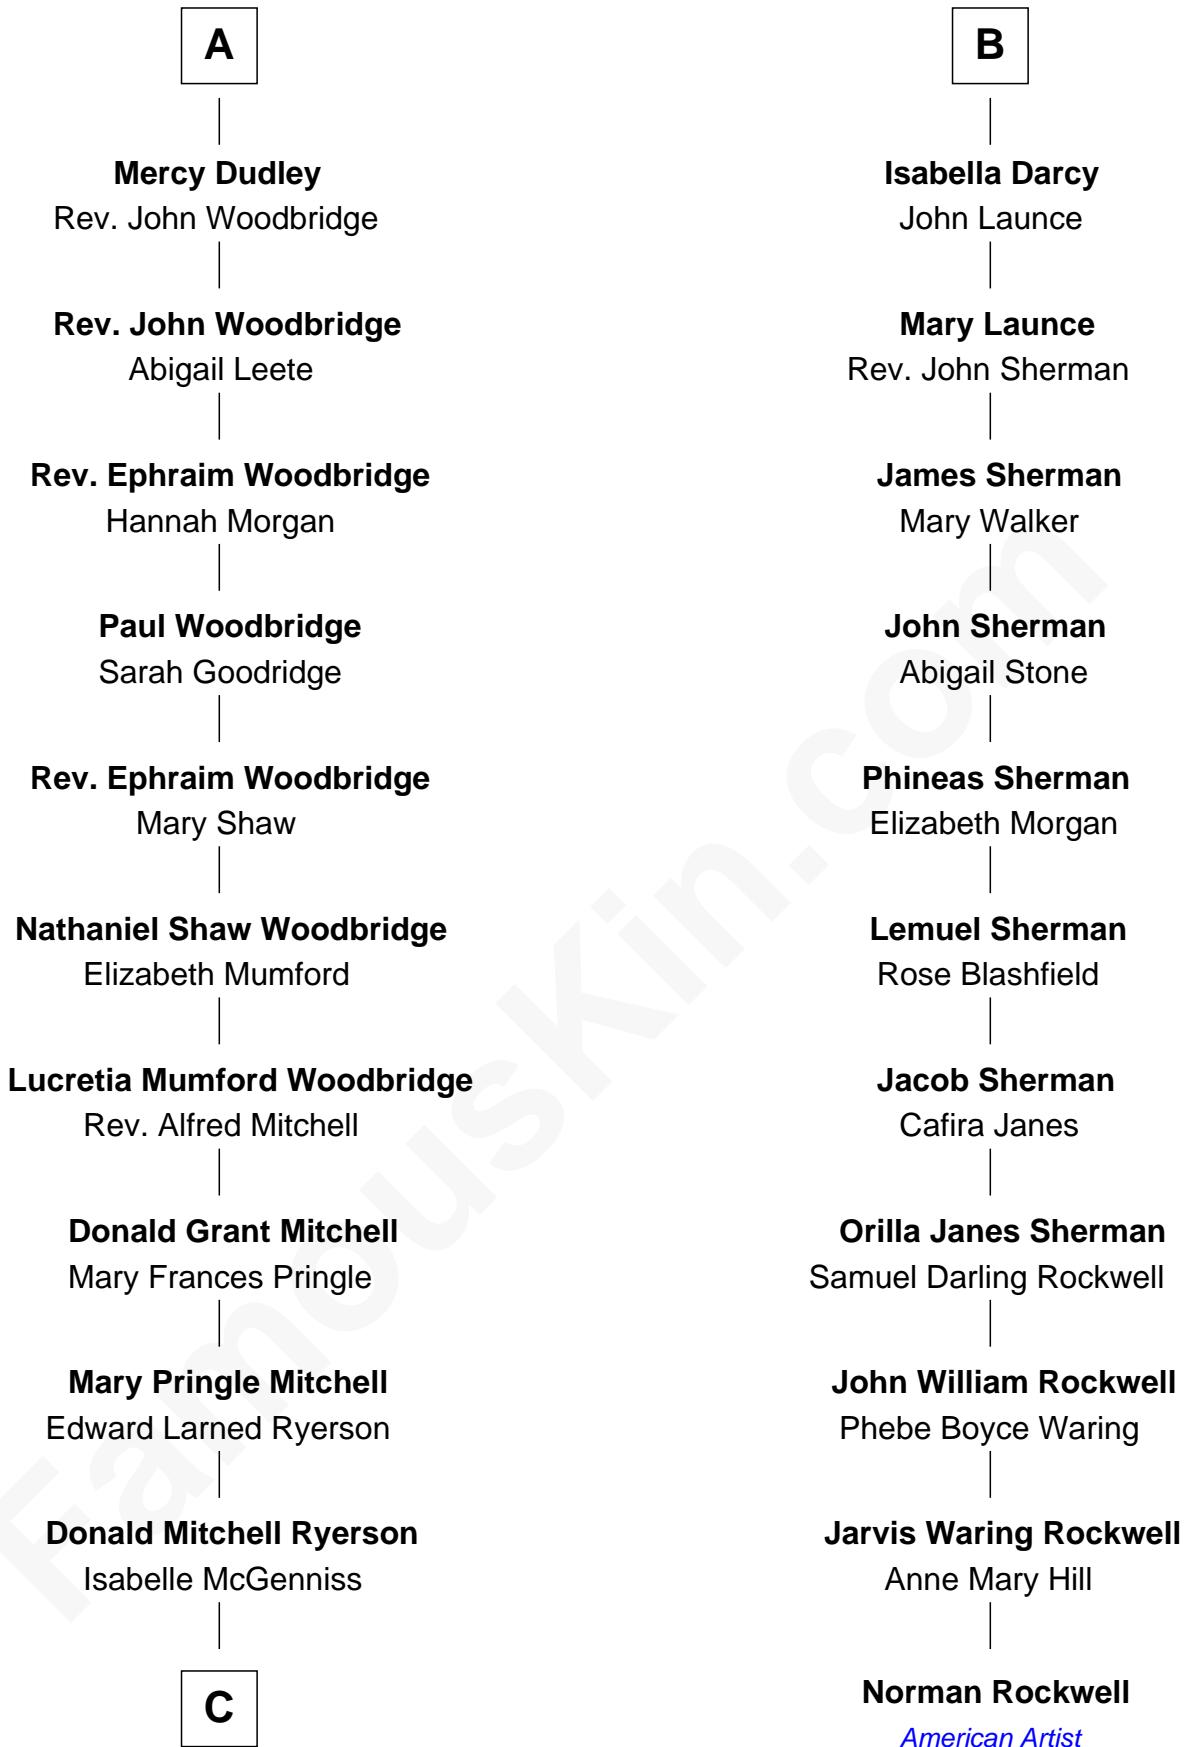 A
Mercy Dudley
Rev. John Woodbridge
Rev. John Woodbridge
Abigail Leete
Rev. Ephraim Woodbridge
Hannah Morgan
Paul Woodbridge
Sarah Goodridge
Rev. Ephraim Woodbridge
Mary Shaw
Nathaniel Shaw Woodbridge
Elizabeth Mumford
Lucretia Mumford Woodbridge
Rev. Alfred Mitchell
Donald Grant Mitchell
Mary Frances Pringle
Mary Pringle Mitchell
Edward Larned Ryerson
Donald Mitchell Ryerson
Isabelle McGenniss
C
B
Isabella Darcy
John Launce
Mary Launce
Rev. John Sherman
James Sherman
Mary Walker
John Sherman
Abigail Stone
Phineas Sherman
Elizabeth Morgan
Lemuel Sherman
Rose Blashfield
Jacob Sherman
Cafira Janes
Orilla Janes Sherman
Samuel Darling Rockwell
John William Rockwell
Phebe Boyce Waring
Jarvis Waring Rockwell
Anne Mary Hill
Norman Rockwell
American Artist
FamousKin.com